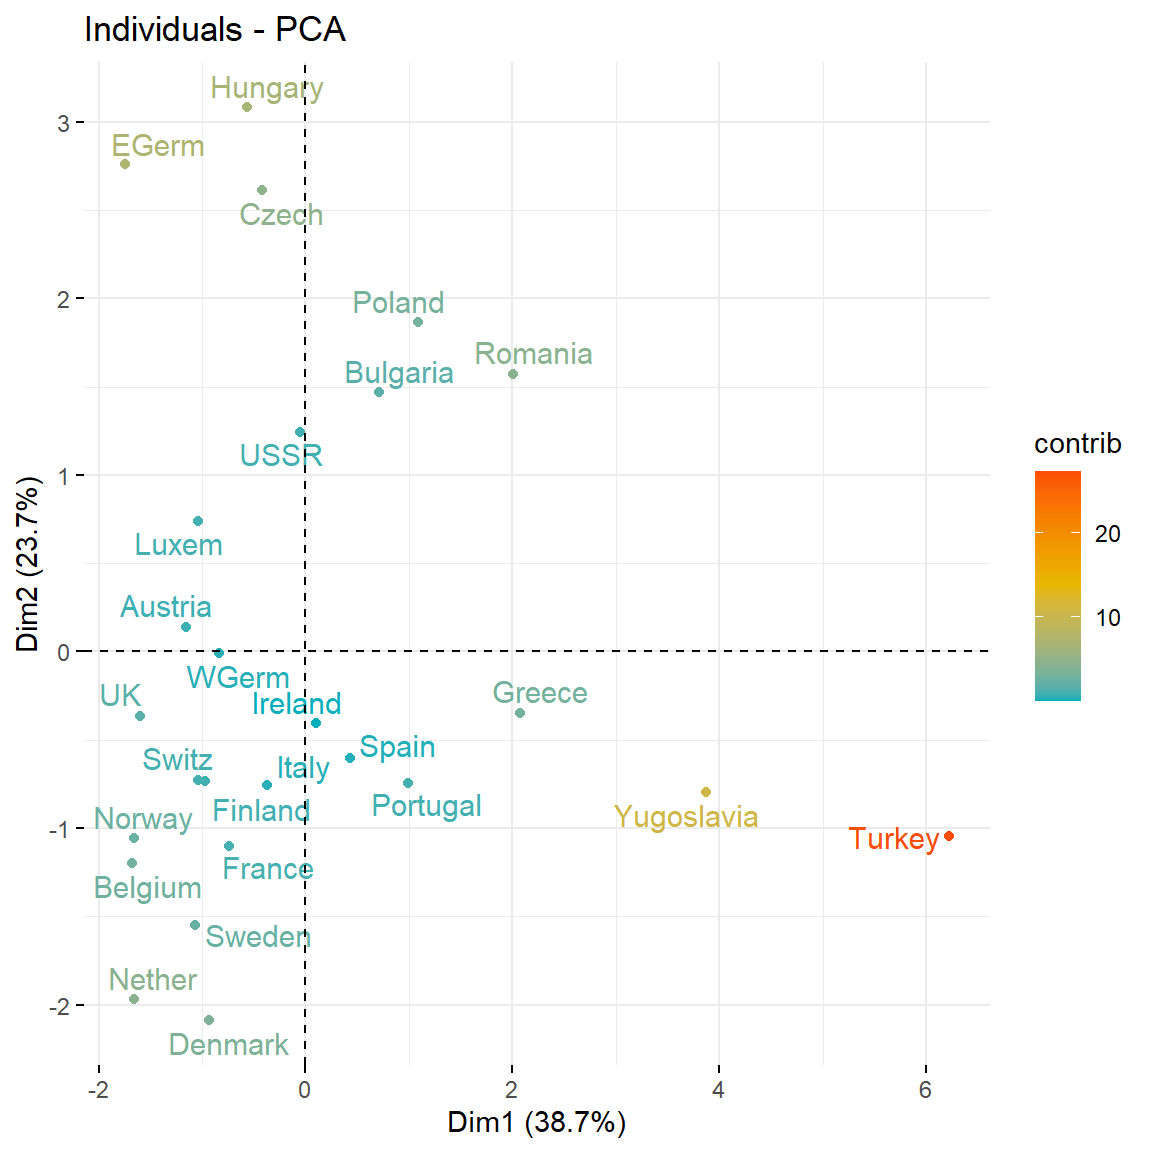 Individuals - PCA
Hungary
EGerm
Czech
Poland
Romania
Bulgaria
USSR
Luxem
Austria
WGerm
UK
Ireland
Greece
Spain
Switz
Italy
Portugal
Finland
Norway
Yugoslavia
Turkey
France
Belgium
Sweden
Nether
Denmark
3
2
1
0
-1
-2
-2
0
2
4
6
Dim1 (38.7%)
Dim2 (23.7%)
contrib
20
10